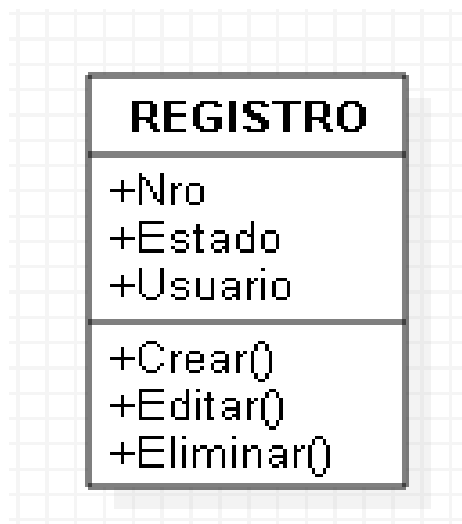 REGISTRO
+Nro
+Estado
+Usuario
+Crear()
+Editar()
+Eliminar()